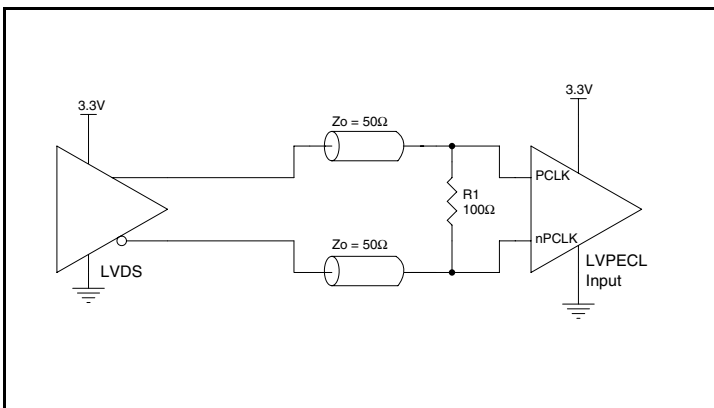 3.3V
3.3V
Zo = 50Ω
PCLK
R1
100Ω
Zo = 50Ω
nPCLK
LVDS
LVPECL
Input